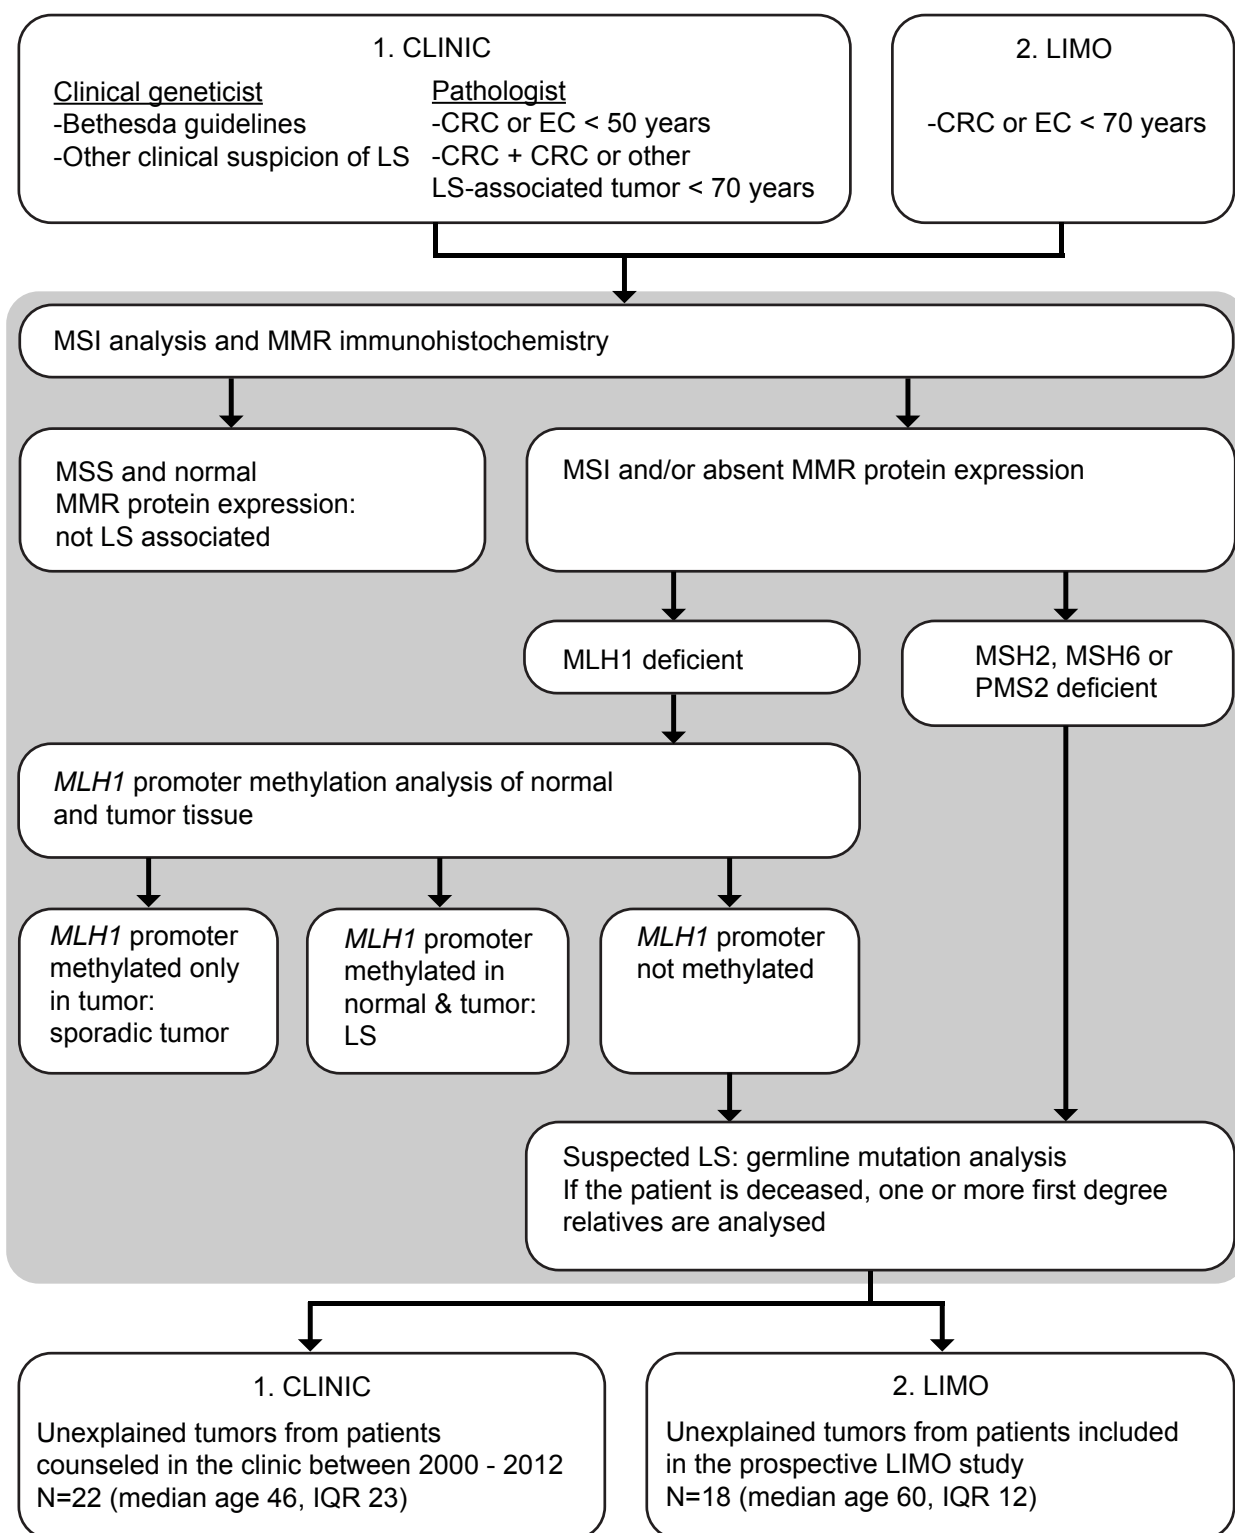 1. CLINIC
Clinical geneticist
-Bethesda guidelines
-Other clinical suspicion of LS
Pathologist
-CRC or EC < 50 years
-CRC + CRC or other
LS-associated tumor < 70 years
2. LIMO
-CRC or EC < 70 years
MSI analysis and MMR immunohistochemistry
MSS and normal
MMR protein expression:
not LS associated
MSI and/or absent MMR protein expression
MLH1 deficient
MSH2, MSH6 or
PMS2 deficient
MLH1 promoter methylation analysis of normal
and tumor tissue
MLH1 promoter
methylated only
in tumor:
sporadic tumor
MLH1 promoter
methylated in
normal & tumor:
LS
MLH1 promoter
not methylated
Suspected LS: germline mutation analysis
If the patient is deceased, one or more first degree
relatives are analysed
1. CLINIC
Unexplained tumors from patients
counseled in the clinic between 2000 - 2012
N=22 (median age 46, IQR 23)
2. LIMO
Unexplained tumors from patients included
in the prospective LIMO study
N=18 (median age 60, IQR 12)